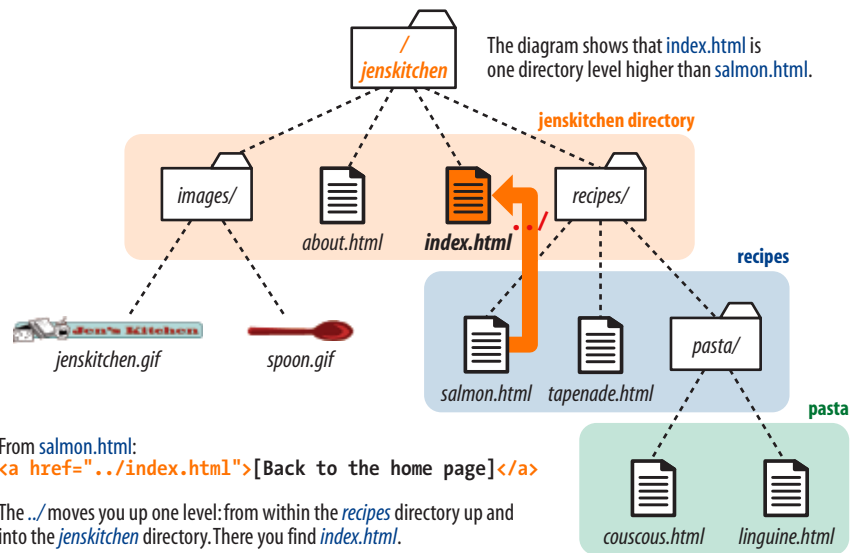 /
jenskitchen
The diagram shows that index.html is
one directory level higher than salmon.html.
jenskitchen directory
images/
about.html
index.html
../
recipes/
recipes
Jen's Kitchen
jenskitchen.gif
spoon.gif
salmon.html
tapenade.html
pasta/
pasta
couscous.html
linguine.html
From salmon.html:
<a href="../index.html">[Back to the home page]</a>
The ../ moves you up one level: from within the recipes directory up and
into the jenskitchen directory. There you find index.html.